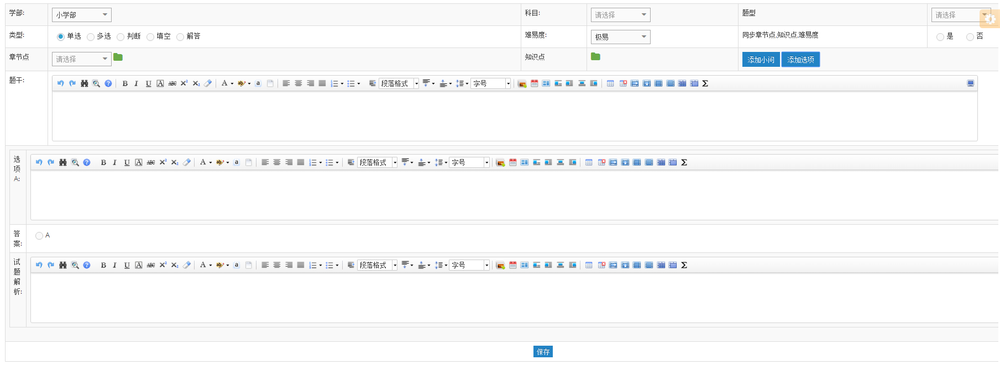 学部: 小学部 科目: 请选择 题型 请选择
类型: 单选 多选 判断 填空 解答 难易度: 极易 同步章节点,知识点,难易度 是 否
章节点 请选择 知识点 添加小问 添加选项
题干: B I U A ABC X² X₂ A ab a 段落格式 字号 Σ
选项A: B I U A ABC X² X₂ A ab a 段落格式 字号 Σ
答案: A
试题解析: B I U A ABC X² X₂ A ab a 段落格式 字号 Σ
保存